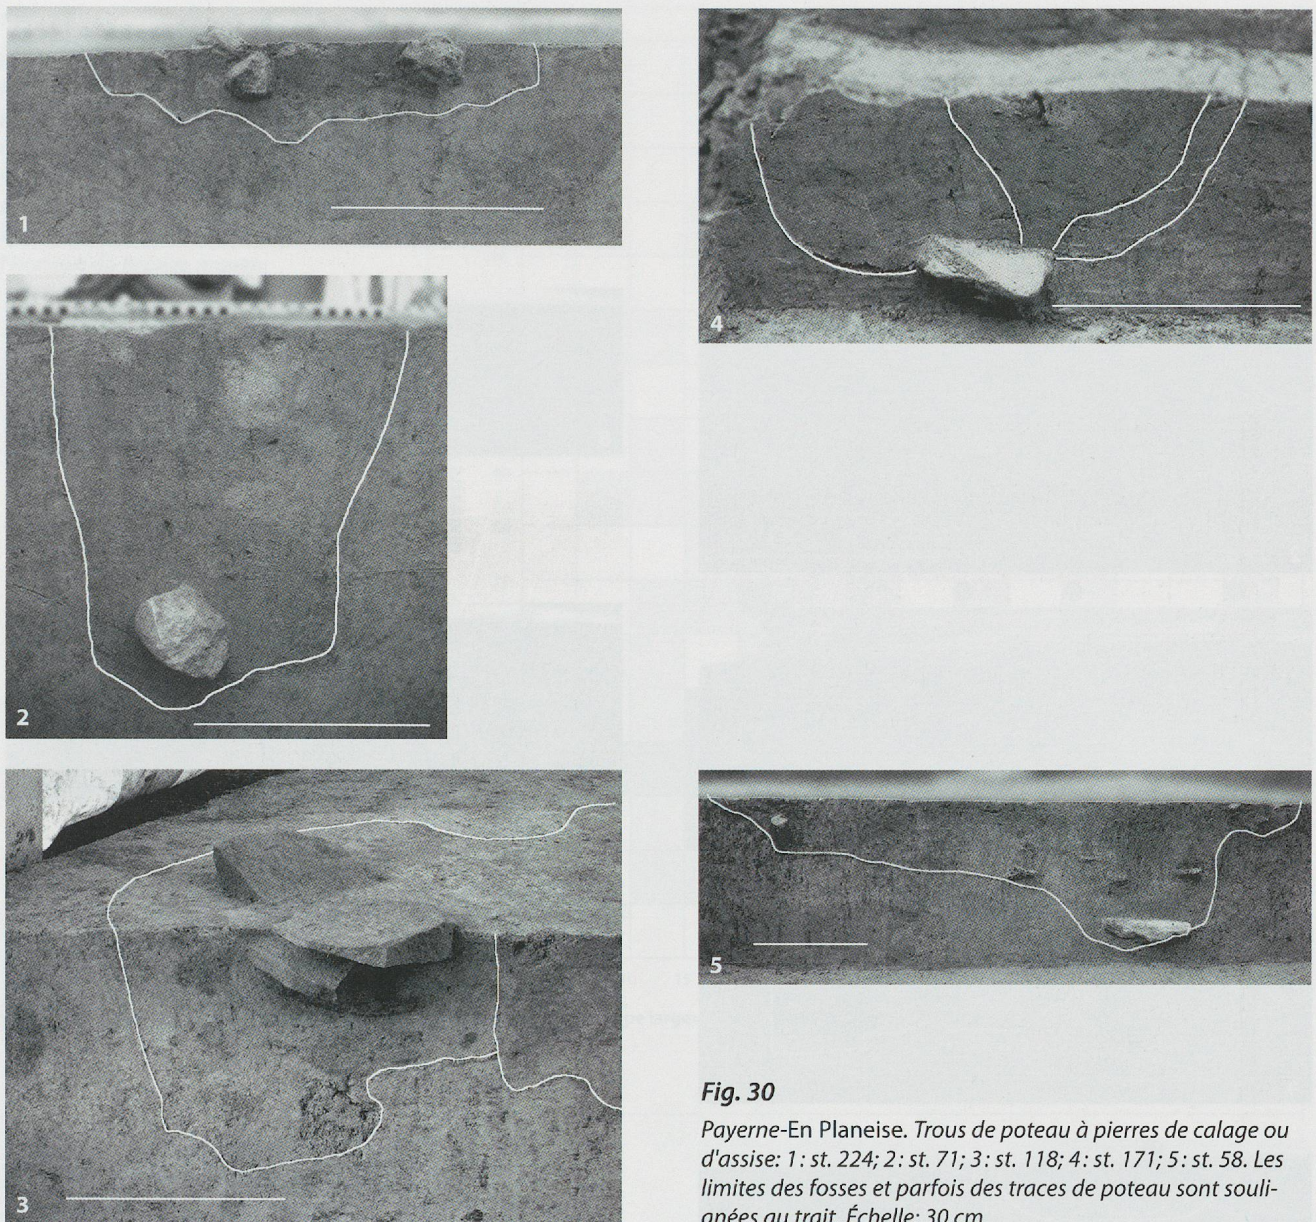 1
2
3
4
5
Fig. 30
Payerne-En Planeise. Trous de poteau à pierres de calage ou
d'assise: 1: st. 224; 2: st. 71; 3: st. 118; 4: st. 171; 5: st. 58. Les
limites des fosses et parfois des traces de poteau sont souli-
gnées au trait. Échelle: 30 cm